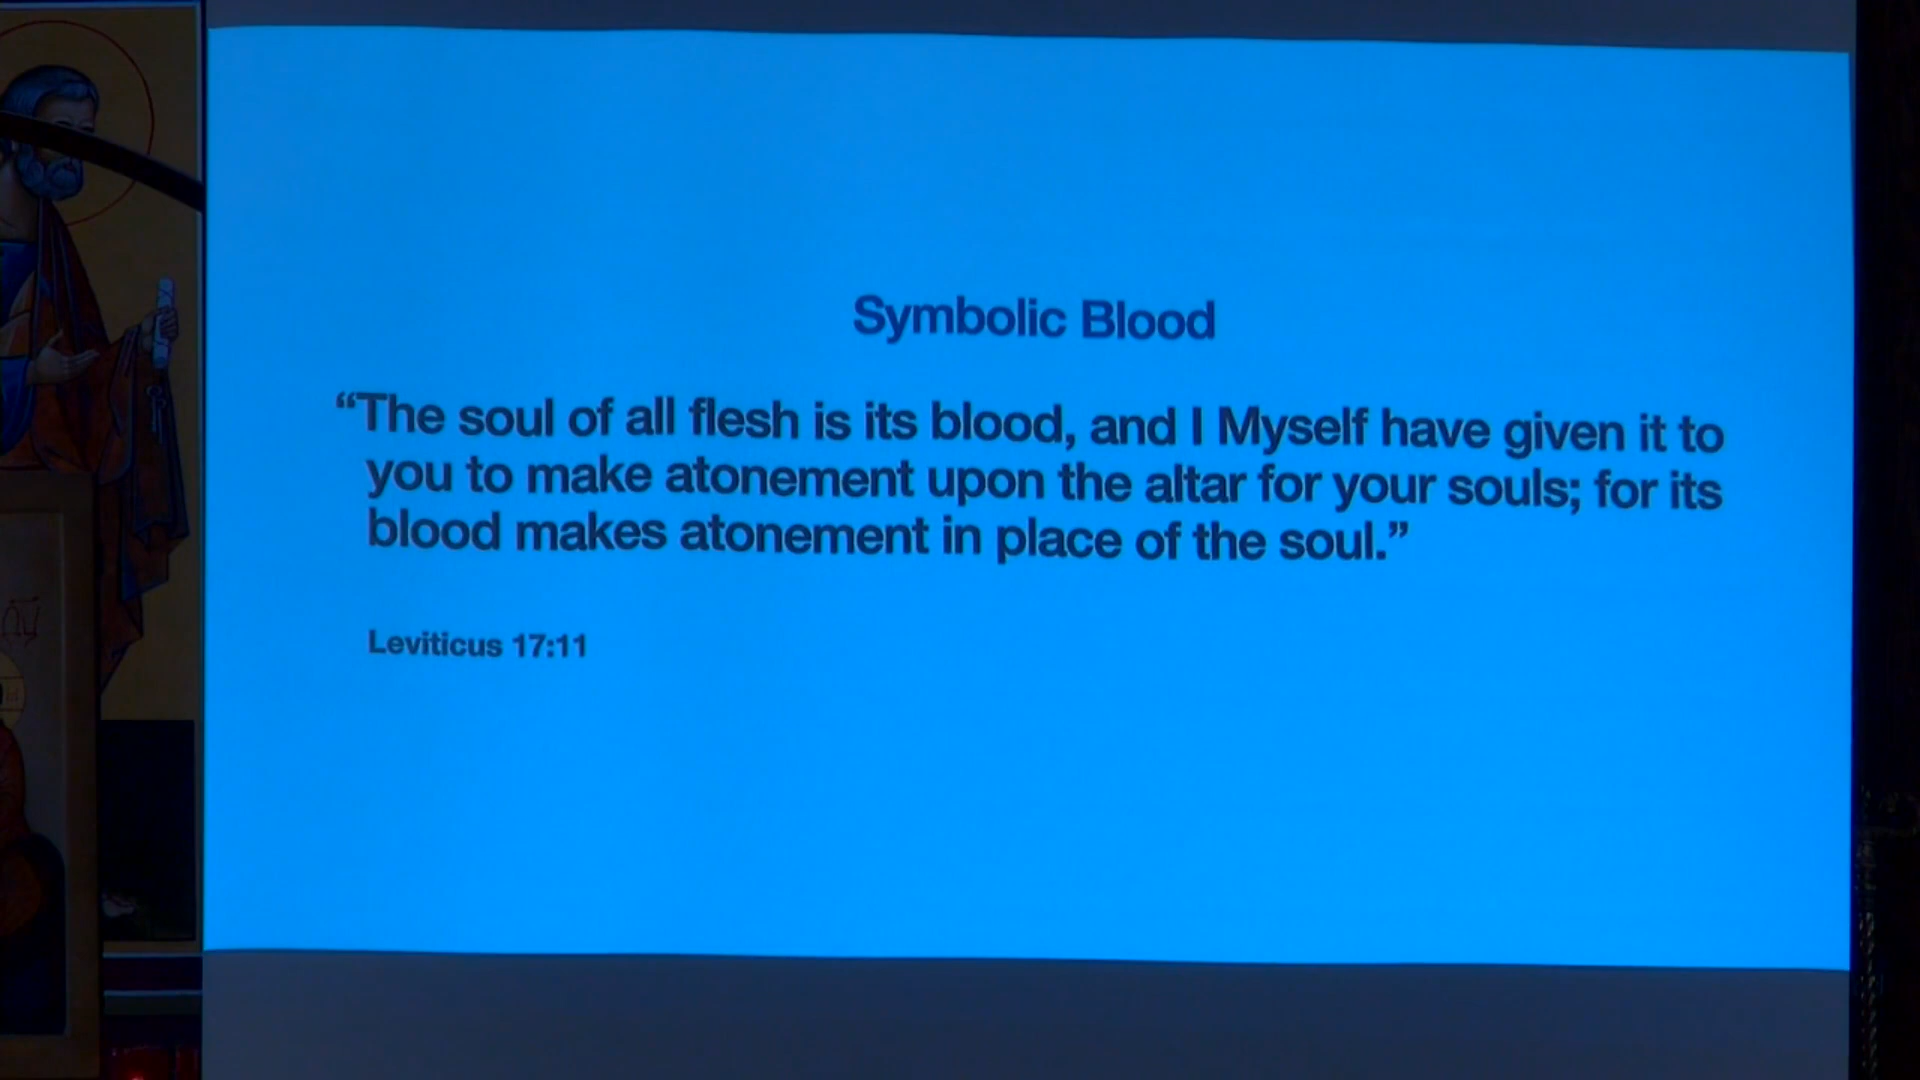 Symbolic Blood
“The soul of all flesh is its blood, and I Myself have given it to
you to make atonement upon the altar for your souls; for its
blood makes atonement in place of the soul.”
Leviticus 17:11